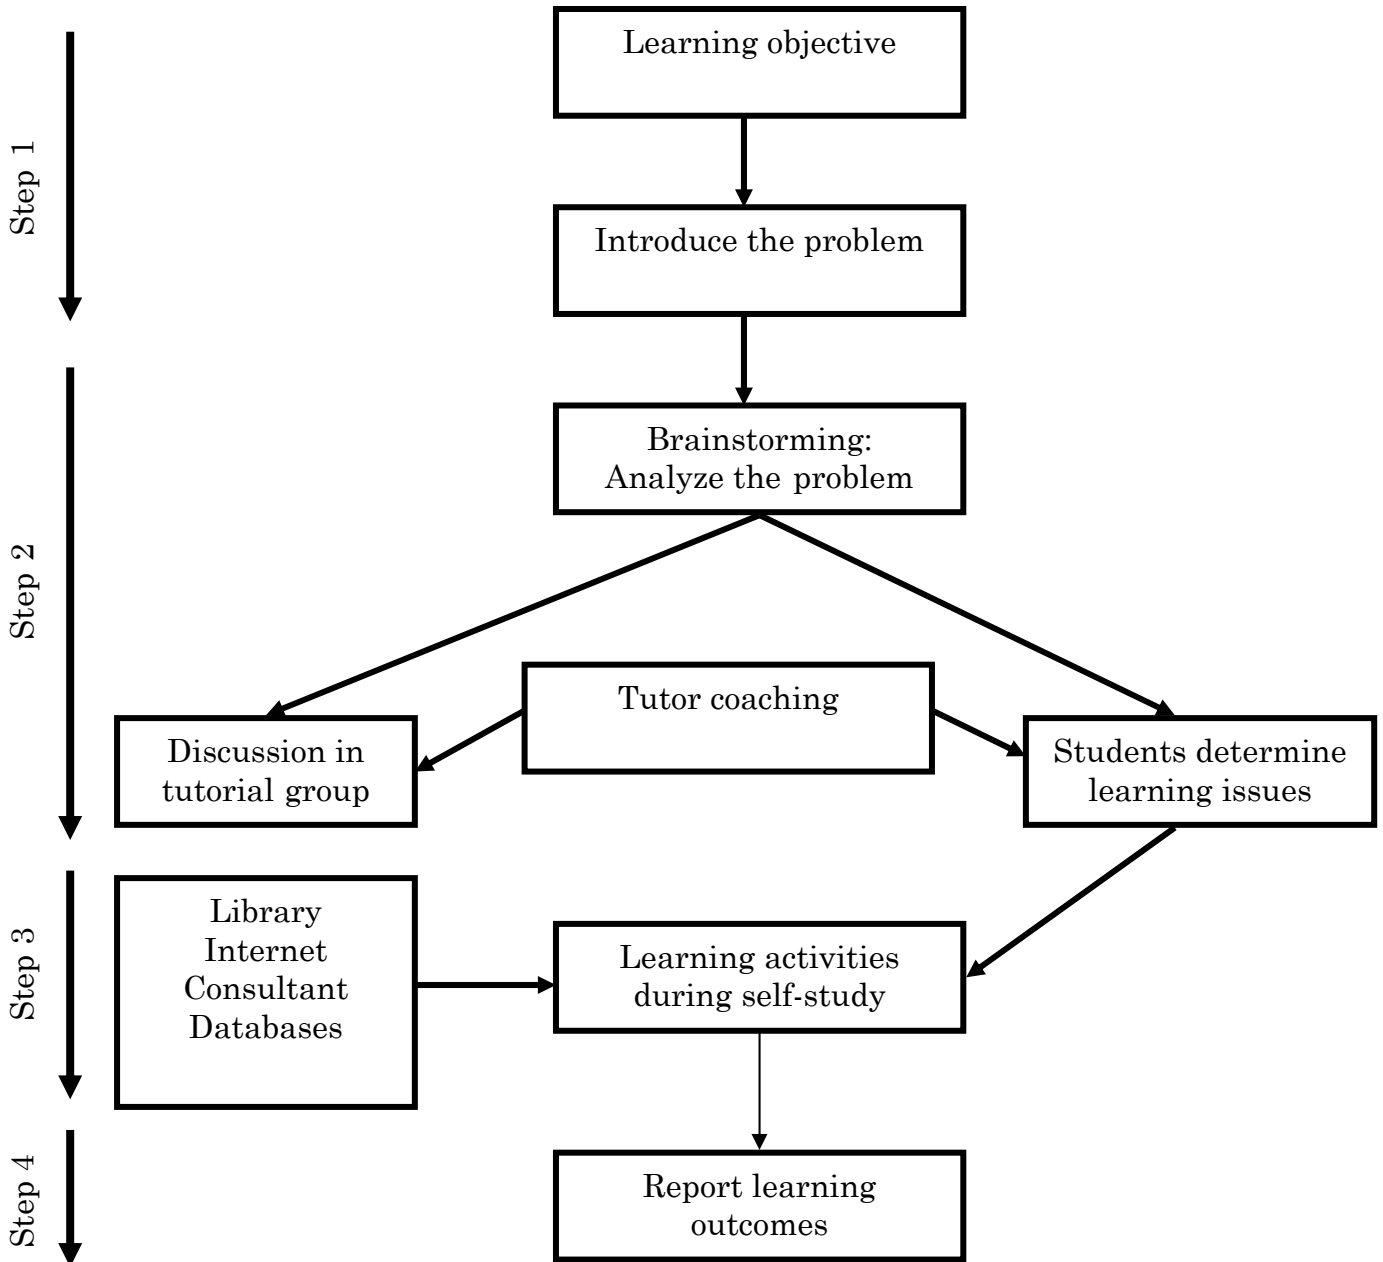 Learning objective
Step 1
Introduce the problem
Brainstorming:
Analyze the problem
Step 2
Tutor coaching
Discussion in
tutorial group
Students determine
learning issues
Step 3
Library
Internet
Consultant
Databases
Learning activities
during self-study
Step 4
Report learning
outcomes